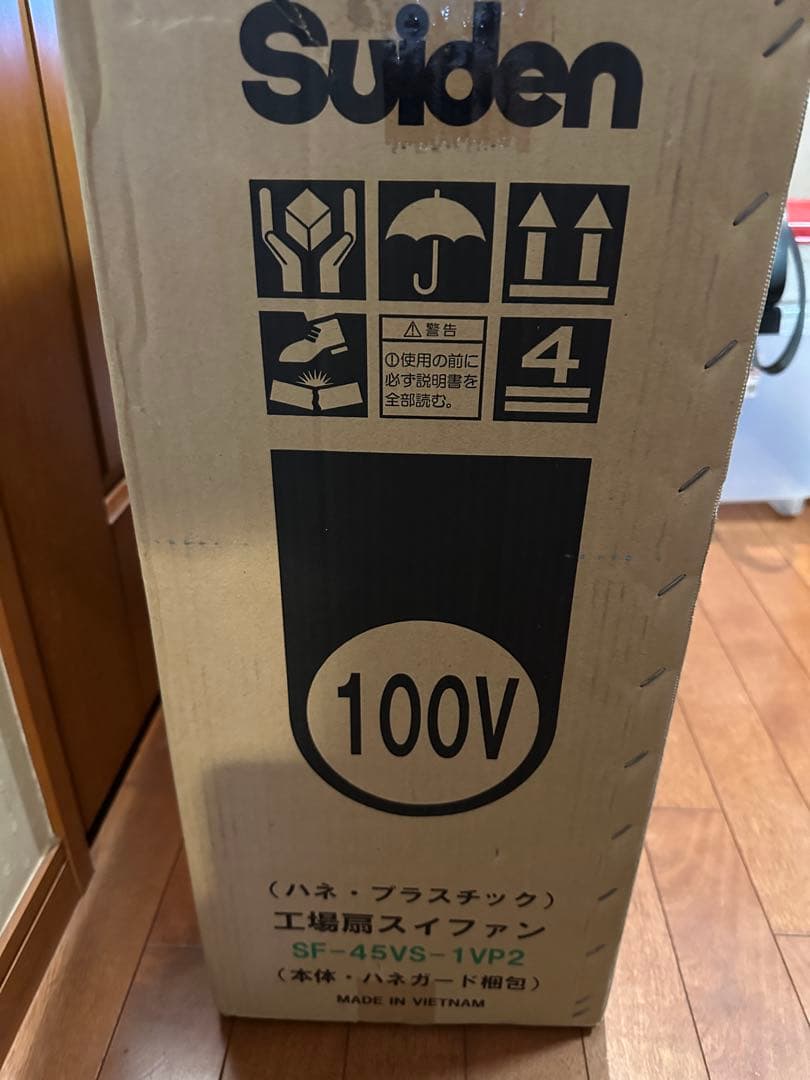 Suiden
⚠警告
①使用の前に
必ず説明書を
全部読む。
4
100V
(ハネ・プラスチック)
工場扇スイファン
SF-45VS-1VP2
(本体・ハネガード梱包)
MADE IN VIETNAM